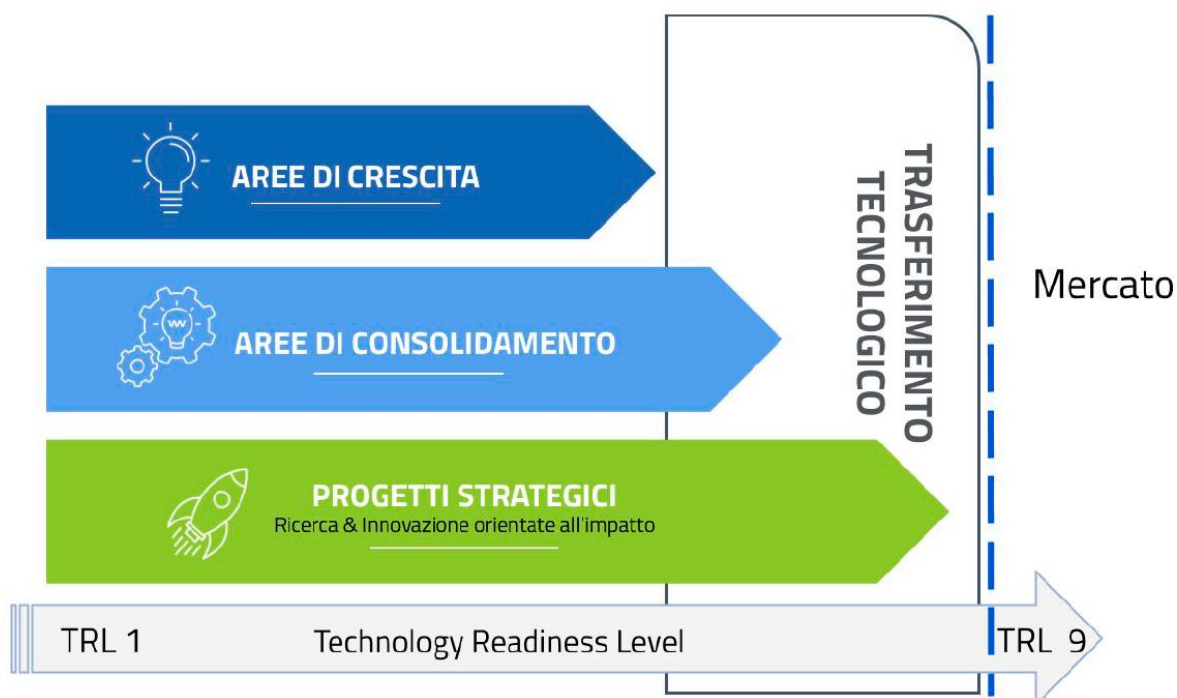 AREE DI CRESCITA
AREE DI CONSOLIDAMENTO
PROGETTI STRATEGICI
Ricerca & Innovazione orientate all'impatto
TRASFERIMENTO
TECNOLOGICO
Mercato
TRL 1
Technology Readiness Level
TRL 9